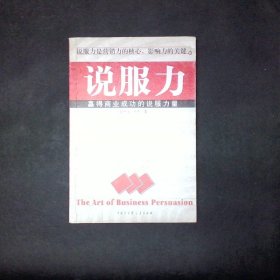 说服力是营销力的核心、影响力的关键。
说服力
赢得商业成功的说服力量
The Art of Business Persuasion